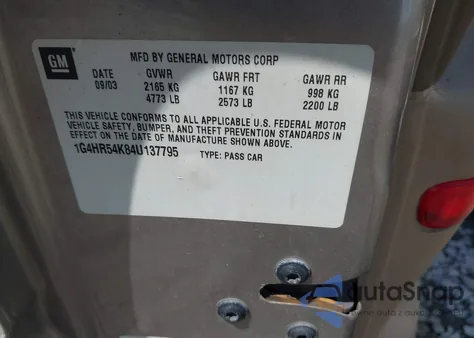 GM
MFD BY GENERAL MOTORS CORP
DATE GVWR GAWR FRT GAWR RR
09/03 2165 KG 1167 KG 998 KG
4773 LB 2573 LB 2200 LB
THIS VEHICLE CONFORMS TO ALL APPLICABLE U.S. FEDERAL MOTOR
VEHICLE SAFETY, BUMPER, AND THEFT PREVENTION STANDARDS IN
EFFECT ON THE DATE OF MANUFACTURE SHOWN ABOVE.
1G4HR54K84U137795 TYPE: PASS CAR
autoSnap